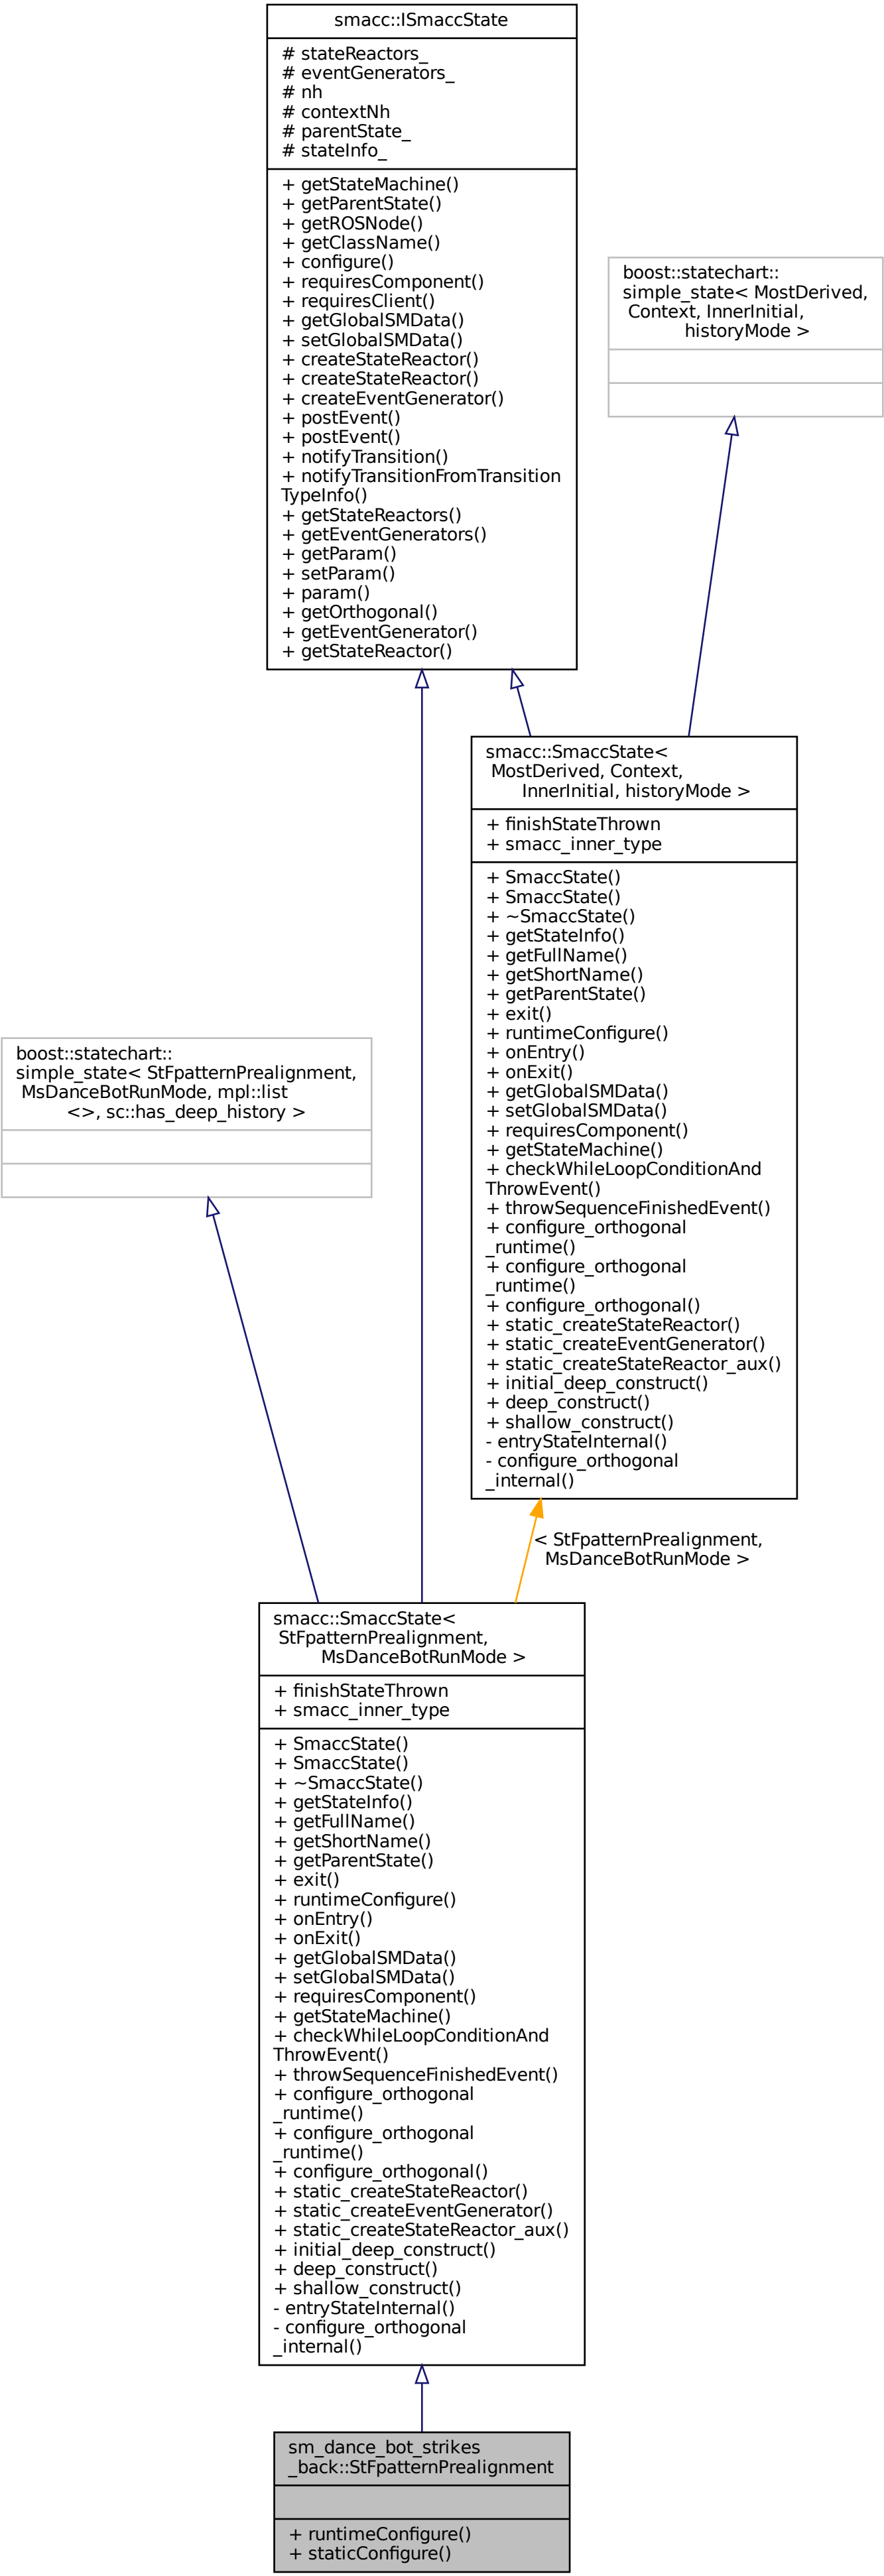 smacc::ISmaccState
# stateReactors_
# eventGenerators_
# nh
# contextNh
# parentState_
# stateInfo_
+ getStateMachine()
+ getParentState()
+ getROSNode()
+ getClassName()
+ configure()
+ requiresComponent()
+ requiresClient()
+ getGlobalSMData()
+ setGlobalSMData()
+ createStateReactor()
+ createStateReactor()
+ createEventGenerator()
+ postEvent()
+ postEvent()
+ notifyTransition()
+ notifyTransitionFromTransition
TypeInfo()
+ getStateReactors()
+ getEventGenerators()
+ getParam()
+ setParam()
+ param()
+ getOrthogonal()
+ getEventGenerator()
+ getStateReactor()
boost::statechart::
simple_state< MostDerived,
Context, InnerInitial,
historyMode >
smacc::SmaccState<
MostDerived, Context,
InnerInitial, historyMode >
+ finishStateThrown
+ smacc_inner_type
+ SmaccState()
+ SmaccState()
+ ~SmaccState()
+ getStateInfo()
+ getFullName()
+ getShortName()
+ getParentState()
+ exit()
+ runtimeConfigure()
+ onEntry()
+ onExit()
+ getGlobalSMData()
+ setGlobalSMData()
+ requiresComponent()
+ getStateMachine()
+ checkWhileLoopConditionAnd
ThrowEvent()
+ throwSequenceFinishedEvent()
+ configure_orthogonal
_runtime()
+ configure_orthogonal
_runtime()
+ configure_orthogonal()
+ static_createStateReactor()
+ static_createEventGenerator()
+ static_createStateReactor_aux()
+ initial_deep_construct()
+ deep_construct()
+ shallow_construct()
- entryStateInternal()
- configure_orthogonal
_internal()
boost::statechart::
simple_state< StFpatternPrealignment,
MsDanceBotRunMode, mpl::list
<>, sc::has_deep_history >
< StFpatternPrealignment,
MsDanceBotRunMode >
smacc::SmaccState<
StFpatternPrealignment,
MsDanceBotRunMode >
+ finishStateThrown
+ smacc_inner_type
+ SmaccState()
+ SmaccState()
+ ~SmaccState()
+ getStateInfo()
+ getFullName()
+ getShortName()
+ getParentState()
+ exit()
+ runtimeConfigure()
+ onEntry()
+ onExit()
+ getGlobalSMData()
+ setGlobalSMData()
+ requiresComponent()
+ getStateMachine()
+ checkWhileLoopConditionAnd
ThrowEvent()
+ throwSequenceFinishedEvent()
+ configure_orthogonal
_runtime()
+ configure_orthogonal
_runtime()
+ configure_orthogonal()
+ static_createStateReactor()
+ static_createEventGenerator()
+ static_createStateReactor_aux()
+ initial_deep_construct()
+ deep_construct()
+ shallow_construct()
- entryStateInternal()
- configure_orthogonal
_internal()
sm_dance_bot_strikes
_back::StFpatternPrealignment
+ runtimeConfigure()
+ staticConfigure()